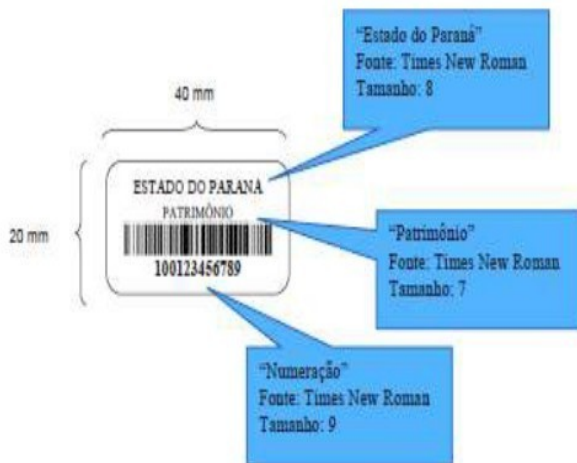 “Estado do Paraná”
Fonte: Times New Roman
Tamanho: 8
40 mm
20 mm
ESTADO DO PARANÁ
PATRIMÔNIO
100123456789
“Patrimônio”
Fonte: Times New Roman
Tamanho: 7
“Numeração”
Fonte: Times New Roman
Tamanho: 9